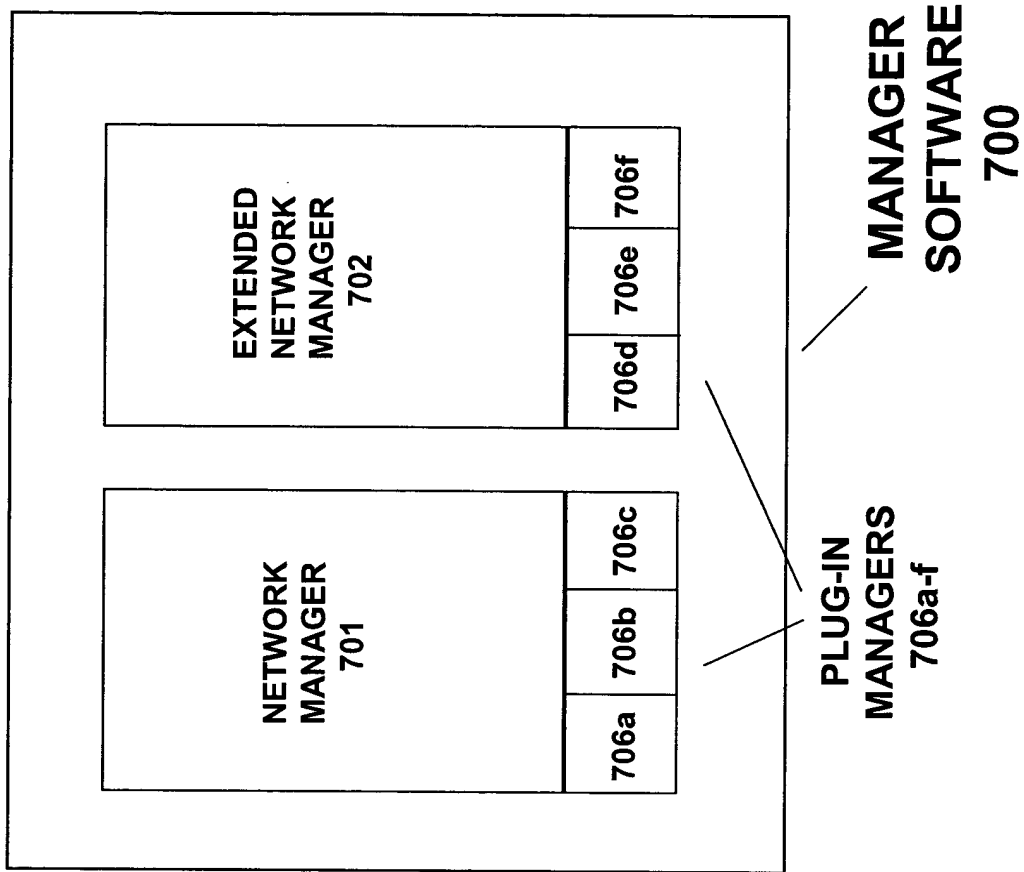 NETWORK
MANAGER
701
706a
706b
706c
EXTENDED
NETWORK
MANAGER
702
706d
706e
706f
PLUG-IN
MANAGERS
706a-f
MANAGER
SOFTWARE
700